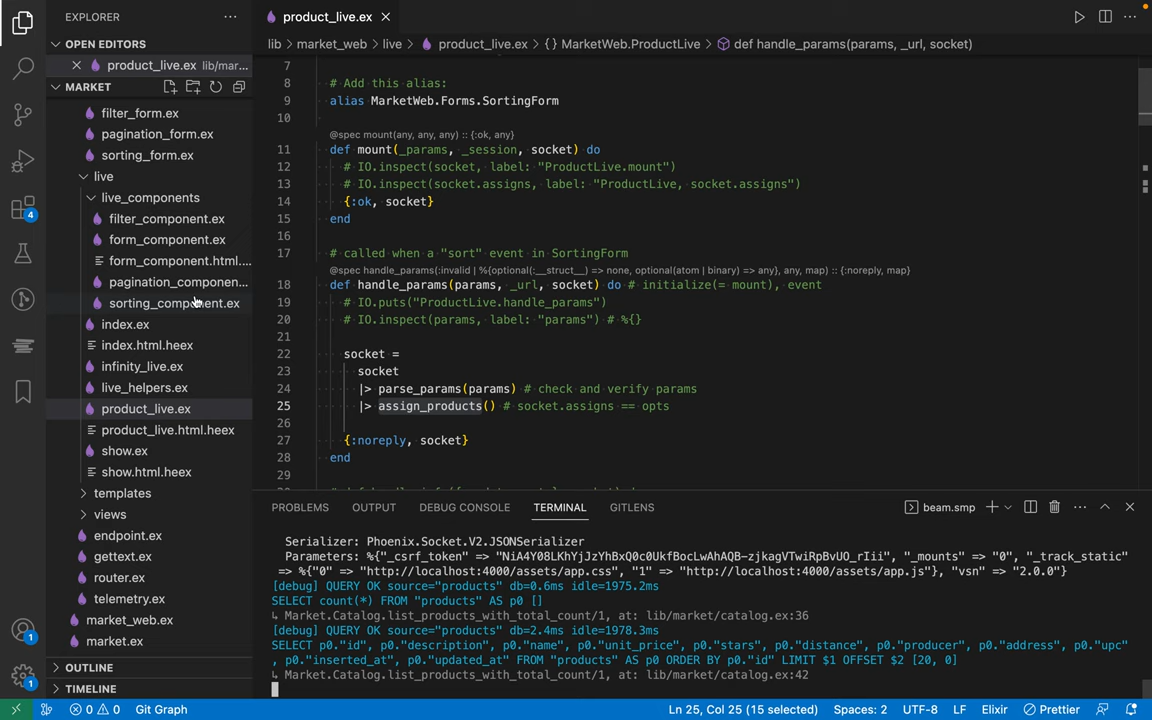 EXPLORER
OPEN EDITORS
product_live.ex lib/mar...
MARKET
filter_form.ex
pagination_form.ex
sorting_form.ex
live
live_components
filter_component.ex
form_component.ex
form_component.html....
pagination_componen...
sorting_component.ex
index.ex
index.html.heex
infinity_live.ex
live_helpers.ex
product_live.ex
product_live.html.heex
show.ex
show.html.heex
templates
views
endpoint.ex
gettext.ex
router.ex
telemetry.ex
market_web.ex
market.ex
OUTLINE
TIMELINE
4
1
1
product_live.ex
lib > market_web > live > product_live.ex > {} MarketWeb.ProductLive > def handle_params(params, _url, socket)
7
8 # Add this alias:
9 alias MarketWeb.Forms.SortingForm
10
@spec mount(any, any, any) :: {:ok, any}
11 def mount(_params, _session, socket) do
12 # IO.inspect(socket, label: "ProductLive.mount")
13 # IO.inspect(socket.assigns, label: "ProductLive, socket.assigns")
14 {:ok, socket}
15 end
16
17 # called when a "sort" event in SortingForm
@spec handle_params(:invalid | %{optional(:__struct__) => none, optional(atom | binary) => any}, any, map) :: {:noreply, map}
18 def handle_params(params, _url, socket) do # initialize(= mount), event
19 # IO.puts("ProductLive.handle_params")
20 # IO.inspect(params, label: "params") # %{}
21
22 socket =
23 socket
24 |> parse_params(params) # check and verify params
25 |> assign_products() # socket.assigns == opts
26
27 {:noreply, socket}
28 end
29
PROBLEMS OUTPUT DEBUG CONSOLE TERMINAL GITLENS
beam.smp
Serializer: Phoenix.Socket.V2.JSONSerializer
Parameters: %{"_csrf_token" => "NiA4Y08LKhYjJzYhBxQ0c0UkfBocLwAhAQB-zjkagVTwiRpBvUO_rIii", "_mounts" => "0", "_track_static"
=> %{"0" => "http://localhost:4000/assets/app.css", "1" => "http://localhost:4000/assets/app.js"}, "vsn" => "2.0.0"}
[debug] QUERY OK source="products" db=0.6ms idle=1975.2ms
SELECT count(*) FROM "products" AS p0 []
↳ Market.Catalog.list_products_with_total_count/1, at: lib/market/catalog.ex:36
[debug] QUERY OK source="products" db=2.4ms idle=1978.3ms
SELECT p0."id", p0."description", p0."name", p0."unit_price", p0."stars", p0."distance", p0."producer", p0."address", p0."upc"
, p0."inserted_at", p0."updated_at" FROM "products" AS p0 ORDER BY p0."id" LIMIT $1 OFFSET $2 [20, 0]
↳ Market.Catalog.list_products_with_total_count/1, at: lib/market/catalog.ex:42
0 0 Git Graph Ln 25, Col 25 (15 selected) Spaces: 2 UTF-8 LF Elixir Prettier